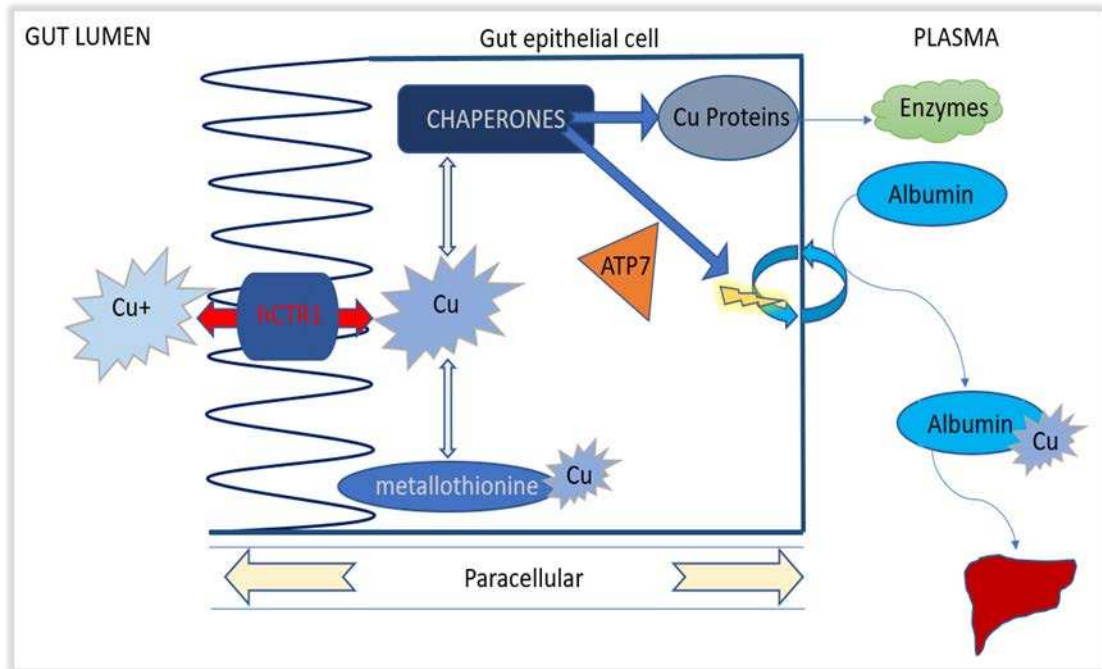 GUT LUMEN
Gut epithelial cell
PLASMA
CHAPERONES
Cu Proteins
Enzymes
Albumin
ATP7
Cu+
hCTR1
Cu
Albumin
Cu
metallothionine
Cu
Paracellular